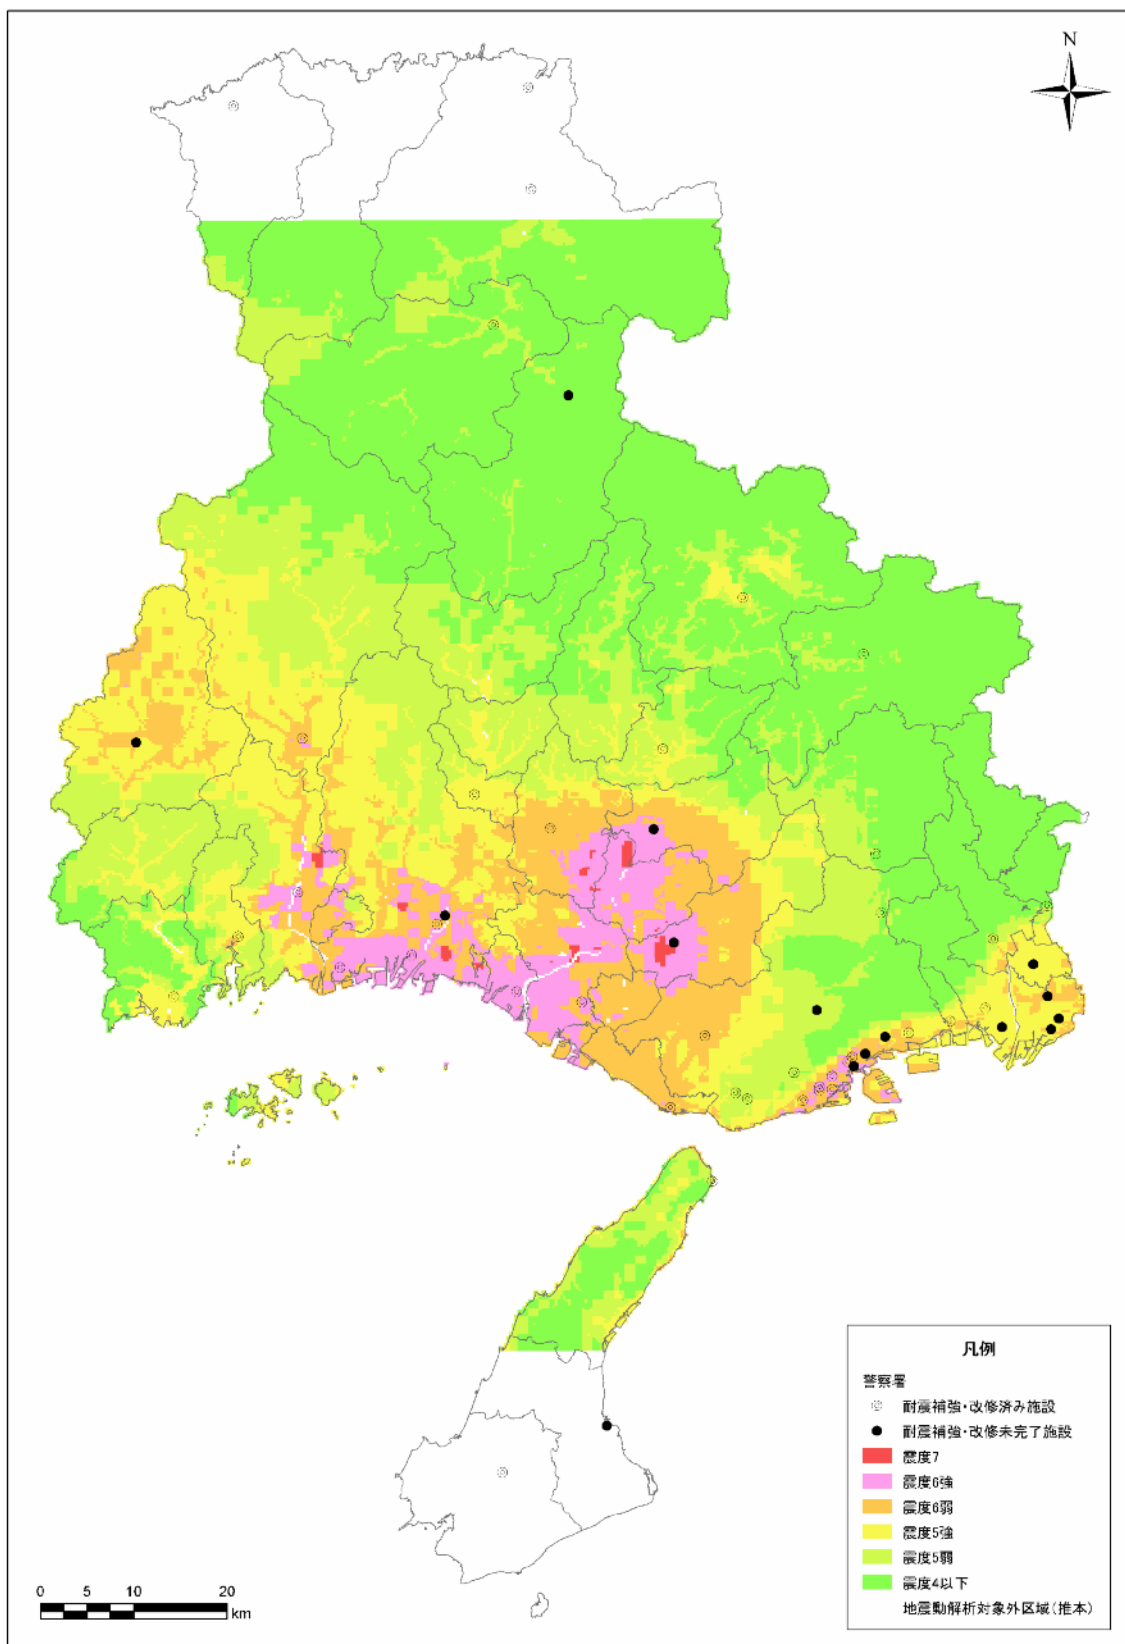 N
凡例
警察署
耐震補強・改修済み施設
耐震補強・改修未完了施設
震度7
震度6強
震度6弱
震度5強
震度5弱
震度4以下
地震動解析対象外区域(推本)
0 5 10 20
km